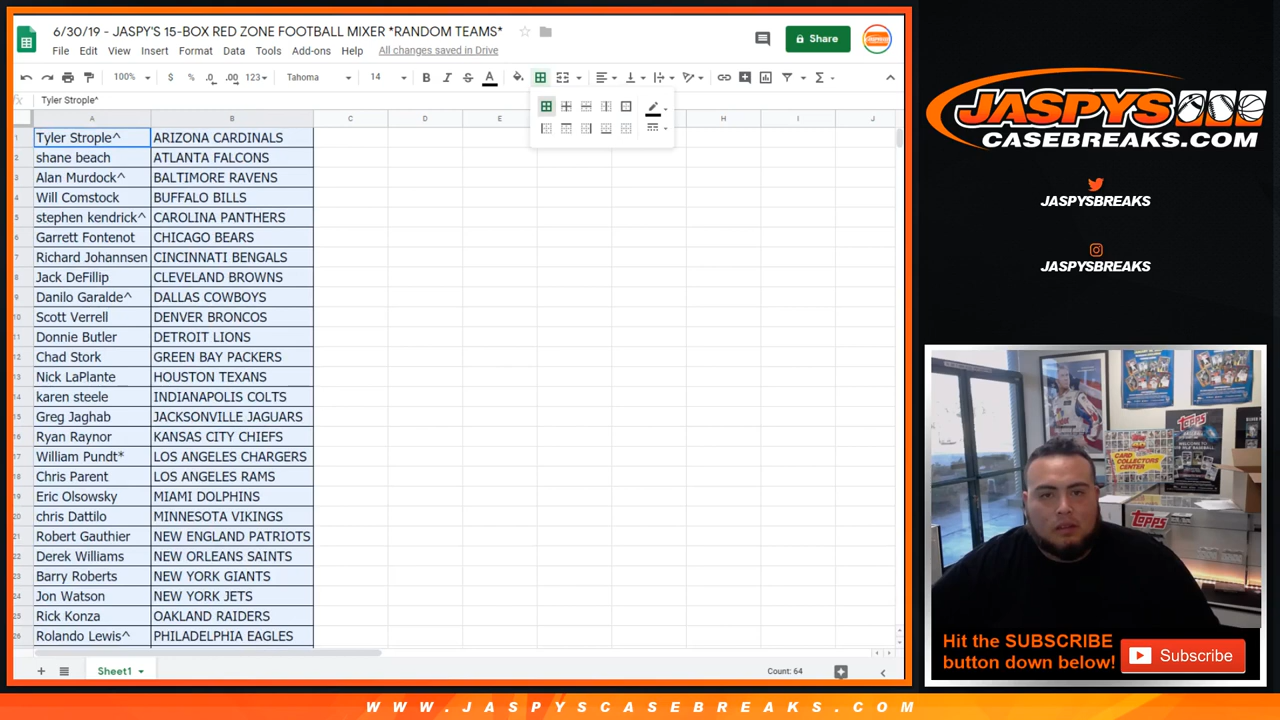 6/30/19 - JASPY'S 15-BOX RED ZONE FOOTBALL MIXER *RANDOM TEAMS*
File Edit View Insert Format Data Tools Add-ons Help All changes saved in Drive
Share
100% $ % .0 .00 123 Tahoma 14 B I S A
fx Tyler Strople^
A B C D E H I J
1 Tyler Strople^ ARIZONA CARDINALS
2 shane beach ATLANTA FALCONS
3 Alan Murdock^ BALTIMORE RAVENS
4 Will Comstock BUFFALO BILLS
5 stephen kendrick^ CAROLINA PANTHERS
6 Garrett Fontenot CHICAGO BEARS
7 Richard Johannsen CINCINNATI BENGALS
8 Jack DeFillip CLEVELAND BROWNS
9 Danilo Garalde^ DALLAS COWBOYS
10 Scott Verrell DENVER BRONCOS
11 Donnie Butler DETROIT LIONS
12 Chad Stork GREEN BAY PACKERS
13 Nick LaPlante HOUSTON TEXANS
14 karen steele INDIANAPOLIS COLTS
15 Greg Jaghab JACKSONVILLE JAGUARS
16 Ryan Raynor KANSAS CITY CHIEFS
17 William Pundt* LOS ANGELES CHARGERS
18 Chris Parent LOS ANGELES RAMS
19 Eric Olsowsky MIAMI DOLPHINS
20 chris Dattilo MINNESOTA VIKINGS
21 Robert Gauthier NEW ENGLAND PATRIOTS
22 Derek Williams NEW ORLEANS SAINTS
23 Barry Roberts NEW YORK GIANTS
24 Jon Watson NEW YORK JETS
25 Rick Konza OAKLAND RAIDERS
26 Rolando Lewis^ PHILADELPHIA EAGLES
Sheet1
Count: 64
JASPYS
CASEBREAKS.COM
JASPYSBREAKS
JASPYSBREAKS
CARD COLLECTORS CENTER
Topps
WELCOME TO
topps
Hit the SUBSCRIBE
button down below!
Subscribe
WWW.JASPYSCASEBREAKS.COM